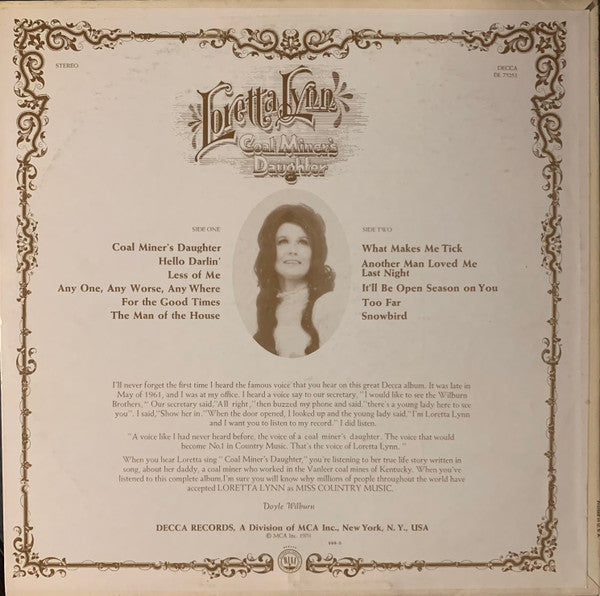 STEREO
DECCA
DL 75253
Loretta Lynn
Coal Miner's
Daughter
SIDE ONE
Coal Miner's Daughter
Hello Darlin'
Less of Me
Any One, Any Worse, Any Where
For the Good Times
The Man of the House
SIDE TWO
What Makes Me Tick
Another Man Loved Me
Last Night
It'll Be Open Season on You
Too Far
Snowbird
I'll never forget the first time I heard the famous voice that you hear on this great Decca album. It was late in
May of 1961, and I was at my office. I heard a voice say to our secretary, "I would like to see the Wilburn
Brothers." Our secretary said, "All right," then buzzed my phone and said, "there's a young lady here to see
you". I said, "Show her in." When the door opened, I looked up and the young lady said, "I'm Loretta Lynn
and I want you to listen to my record." I did listen.
"A voice like I had never heard before, the voice of a coal miner's daughter. The voice that would
become No.1 in Country Music. That's the voice of Loretta Lynn."
When you hear Loretta sing "Coal Miner's Daughter," you're listening to her true life story written in
song, about her daddy, a coal miner who worked in the Vanleer coal mines of Kentucky. When you've
listened to this complete album, I'm sure you will know why millions of people throughout the world have
accepted LORETTA LYNN as MISS COUNTRY MUSIC.
Doyle Wilburn
DECCA RECORDS, A Division of MCA Inc., New York, N. Y., USA
© MCA Inc. 1970